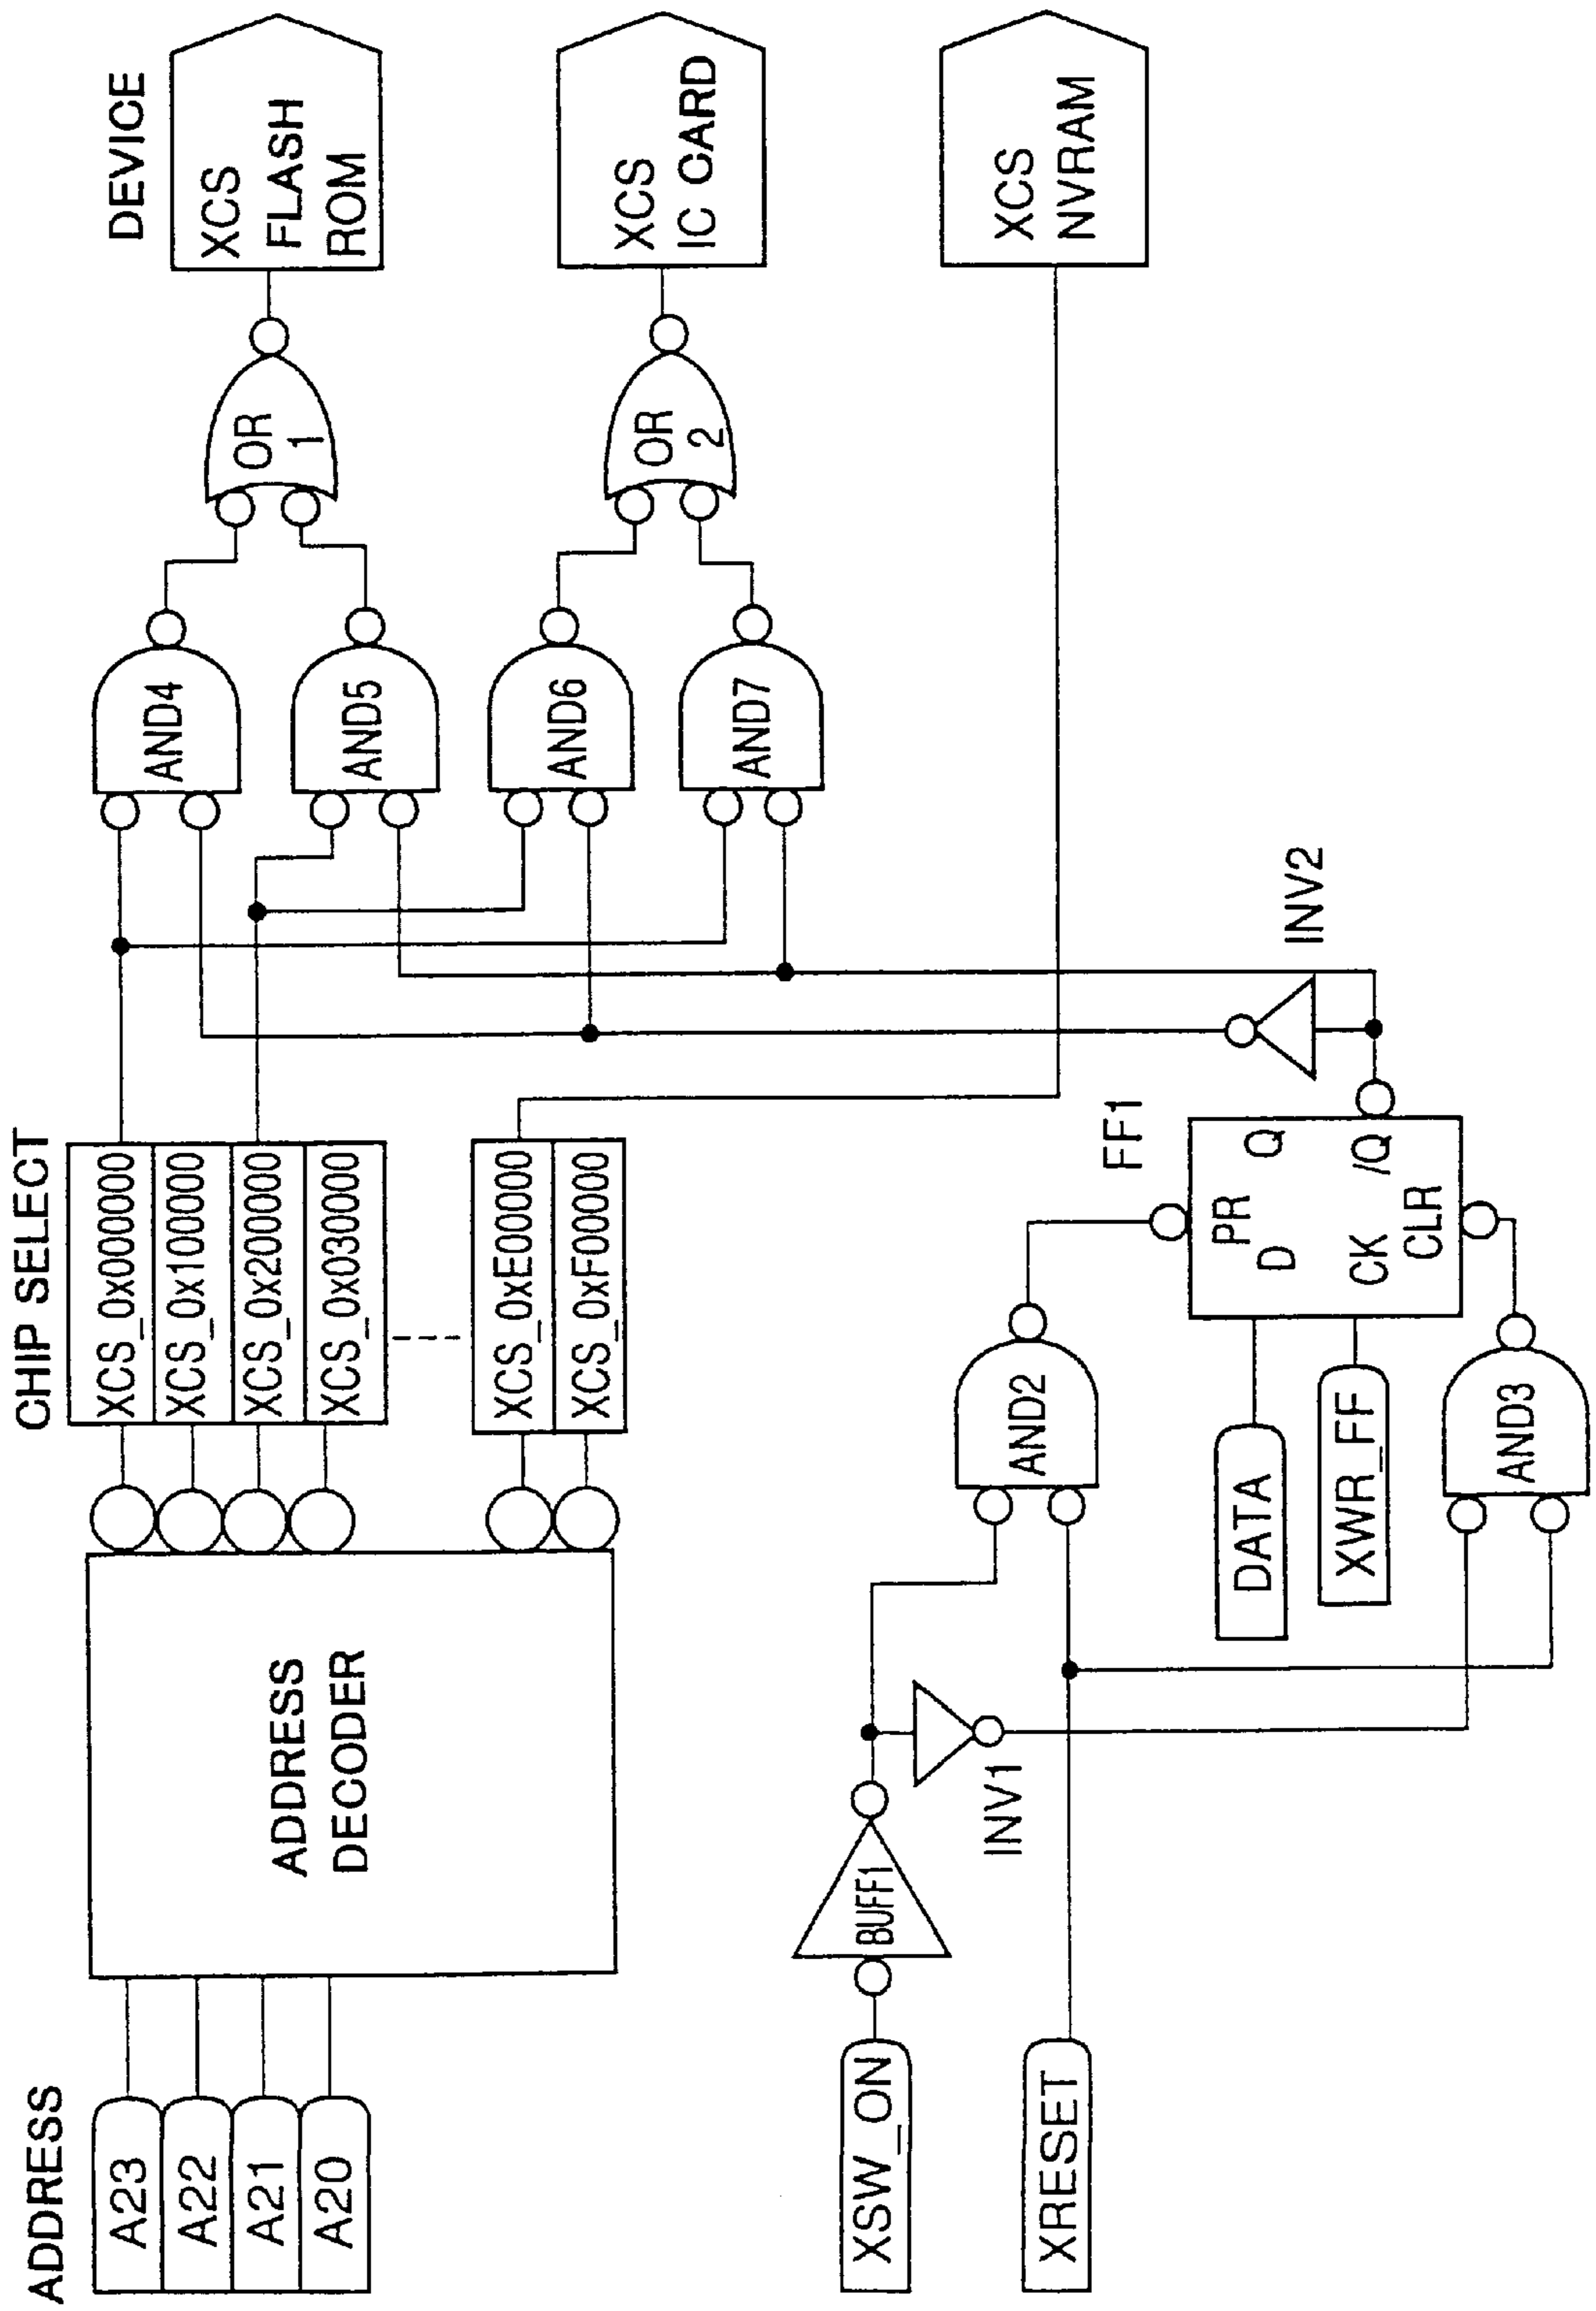 ADDRESS
A23
A22
A21
A20
ADDRESS
DECODER
CHIP SELECT
XCS_0x000000
XCS_0x100000
XCS_0x200000
XCS_0x030000
XCS_0xE00000
XCS_0xF00000
AND4
AND5
AND6
AND7
OR
1
OR
2
DEVICE
XCS
FLASH
ROM
XCS
IC CARD
XCS
NVRAM
XSW_ON
BUFF1
INV1
XRESET
AND2
AND3
DATA
XWR_FF
FF1
PR
D
Q
CK
/Q
CLR
INV2